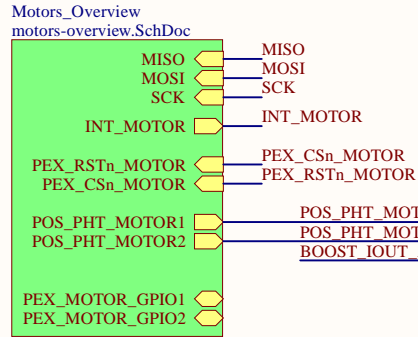 Motors_Overview
motors-overview.SchDoc
MISO MISO
MOSI MOSI
SCK SCK
INT_MOTOR INT_MOTOR
PEX_RSTn_MOTOR PEX_CSn_MOTOR
PEX_CSn_MOTOR PEX_RSTn_MOTOR
POS_PHT_MOTOR1
POS_PHT_MOTOR2
BOOST_IOUT_
PEX_MOTOR_GPIO1
PEX_MOTOR_GPIO2